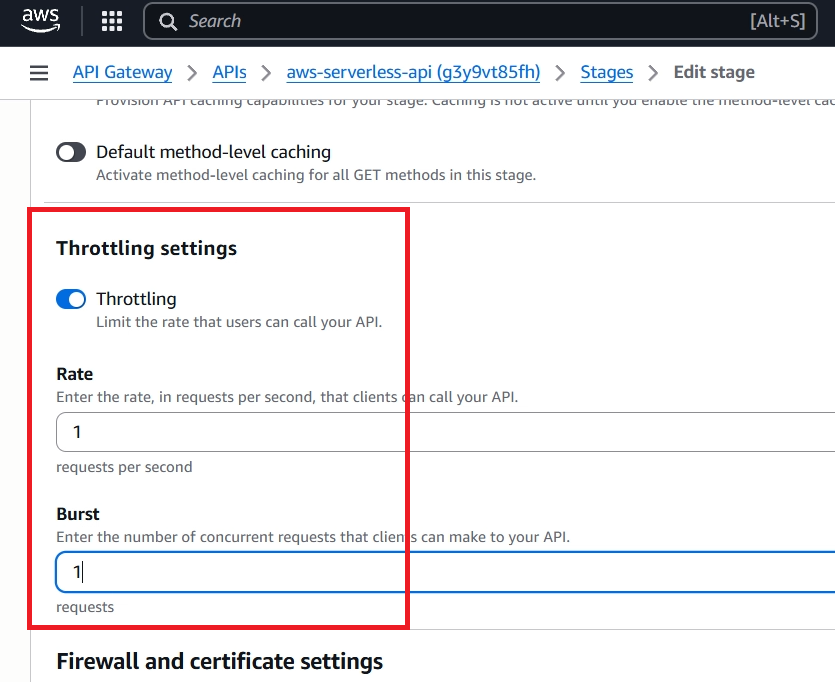 aws
Search [Alt+S]
API Gateway > APIs > aws-serverless-api (g3y9vt85fh) > Stages > Edit stage
Provision API caching capabilities for your stage. Caching is not active until you enable the method-level
Default method-level caching
Activate method-level caching for all GET methods in this stage.
Throttling settings
Throttling
Limit the rate that users can call your API.
Rate
Enter the rate, in requests per second, that clients can call your API.
1
requests per second
Burst
Enter the number of concurrent requests that clients can make to your API.
1
requests
Firewall and certificate settings